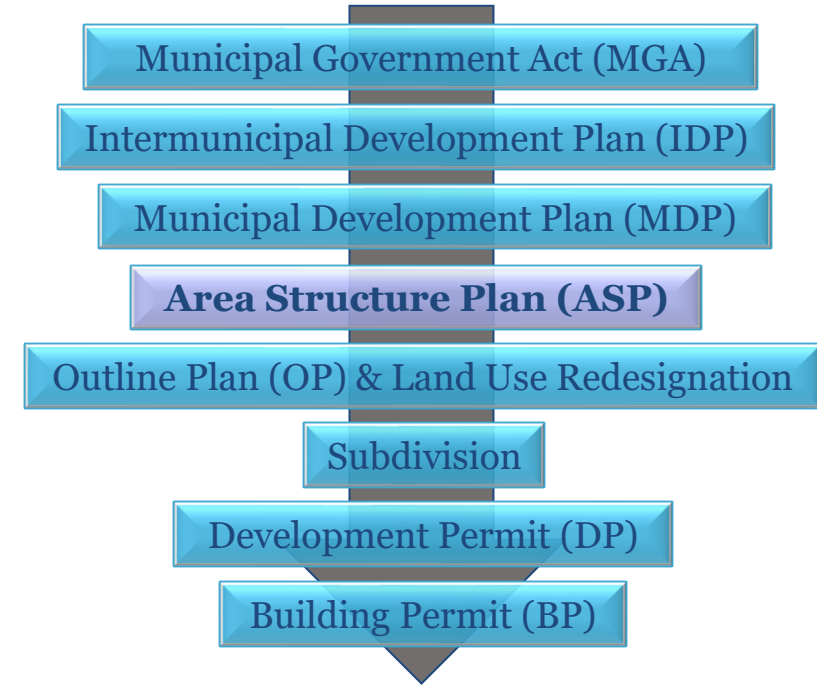 Municipal Government Act (MGA)
Intermunicipal Development Plan (IDP)
Municipal Development Plan (MDP)
Area Structure Plan (ASP)
Outline Plan (OP) & Land Use Redesignation
Subdivision
Development Permit (DP)
Building Permit (BP)